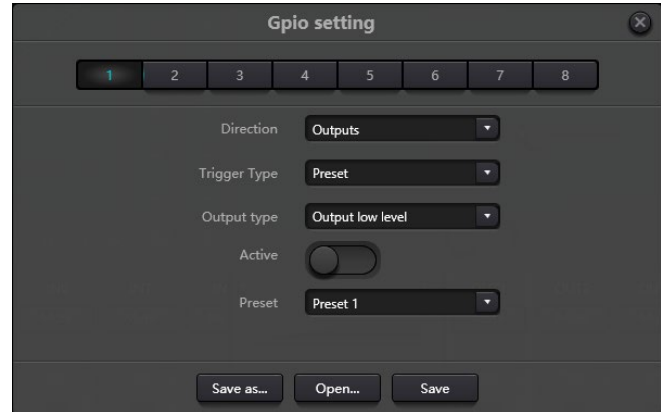 Gpio setting
1 2 3 4 5 6 7 8
Direction Outputs
Trigger Type Preset
Output type Output low level
Active
Preset Preset 1
Save as... Open... Save